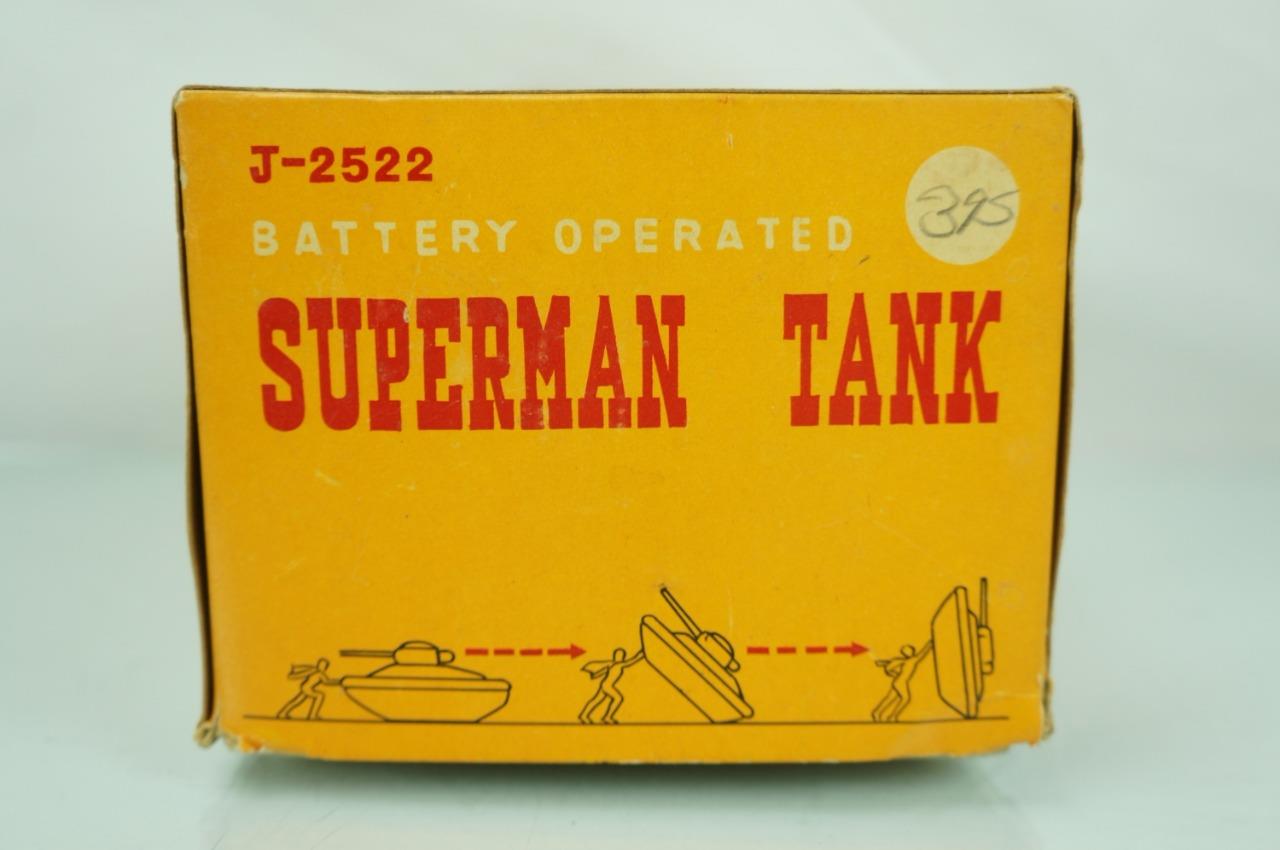 J-2522
395
BATTERY OPERATED
SUPERMAN TANK